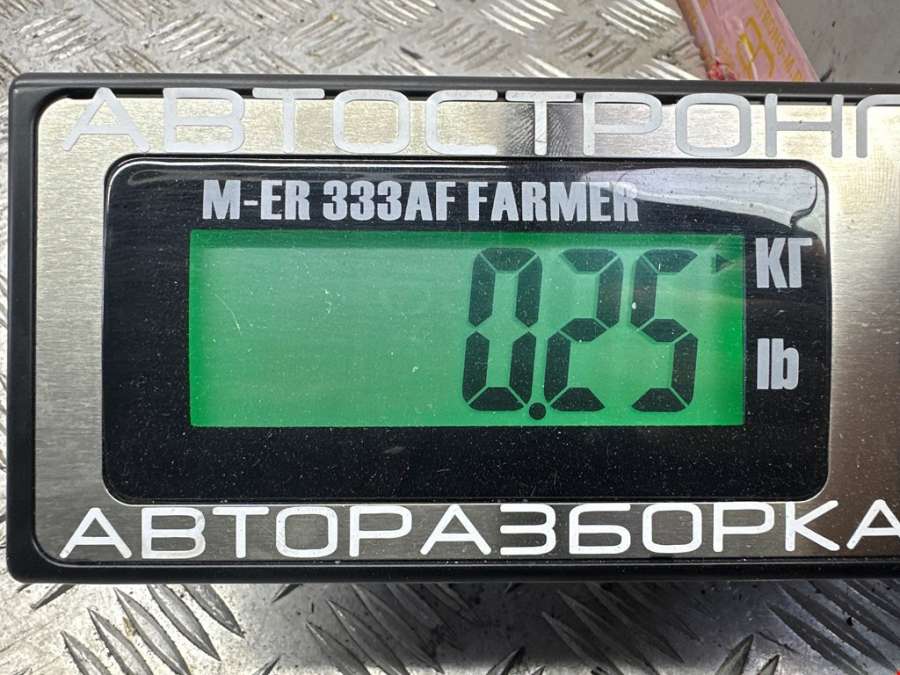 АВТОСТРОНГ
M-ER 333AF FARMER
0.25
КГ
lb
АВТОРАЗБОРКА